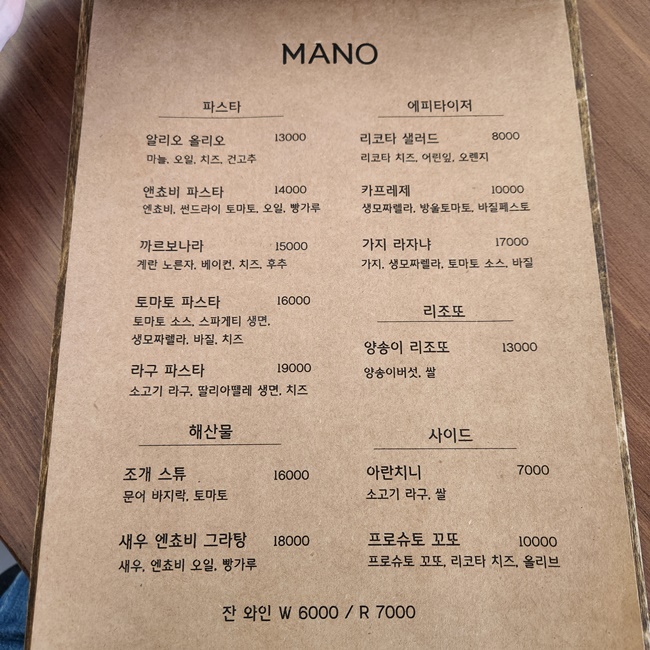 MANO
파스타
알리오 올리오 13000
마늘, 오일, 치즈, 건고추
앤쵸비 파스타 14000
엔쵸비, 썬드라이 토마토, 오일, 빵가루
까르보나라 15000
계란 노른자, 베이컨, 치즈, 후추
토마토 파스타 16000
토마토 소스, 스파게티 생면,
생모짜렐라, 바질, 치즈
라구 파스타 19000
소고기 라구, 딸리아뗄레 생면, 치즈
해산물
조개 스튜 16000
문어 바지락, 토마토
새우 엔쵸비 그라탕 18000
새우, 엔쵸비 오일, 빵가루
에피타이저
리코타 샐러드 8000
리코타 치즈, 어린잎, 오렌지
카프레제 10000
생모짜렐라, 방울토마토, 바질페스토
가지 라자냐 17000
가지, 생모짜렐라, 토마토 소스, 바질
리조또
양송이 리조또 13000
양송이버섯, 쌀
사이드
아란치니 7000
소고기 라구, 쌀
프로슈토 꼬또 10000
프로슈토 꼬또, 리코타 치즈, 올리브
잔 와인 W 6000 / R 7000